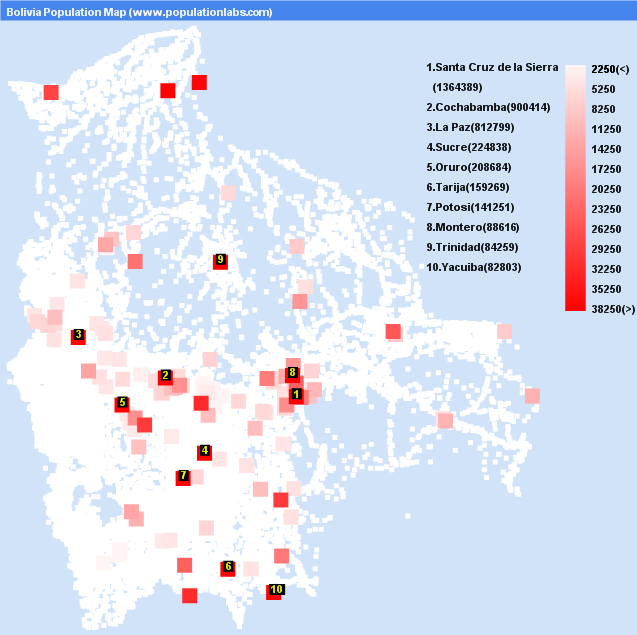 Bolivia Population Map (www.populationlabs.com)
1.Santa Cruz de la Sierra
(1364389)
2.Cochabamba(900414)
3.La Paz(812799)
4.Sucre(224838)
5.Oruro(208684)
6.Tarija(159269)
7.Potosi(141251)
8.Montero(88616)
9.Trinidad(84259)
10.Yacuiba(82803)
2250(<)
5250
8250
11250
14250
17250
20250
23250
26250
29250
32250
35250
38250(>)
9
3
8
2
1
5
4
7
6
10